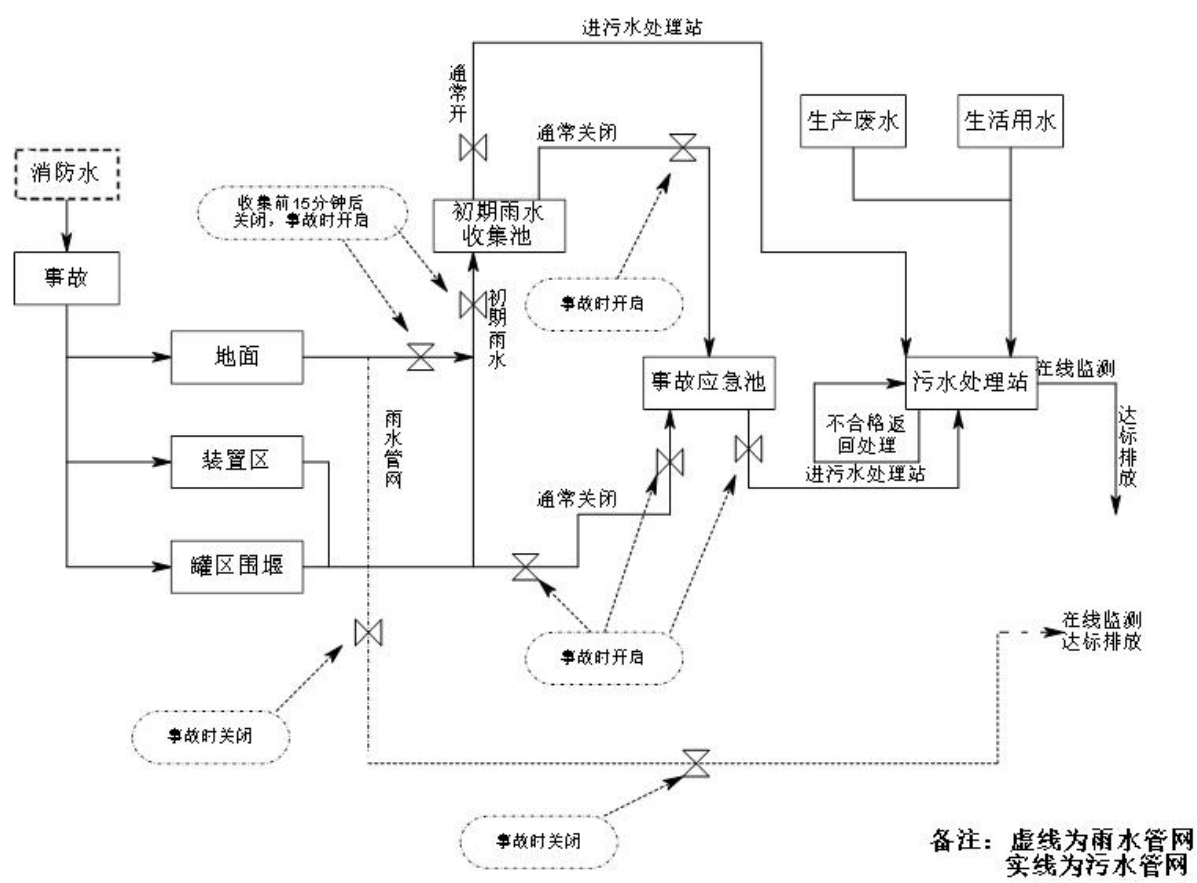 进污水处理站
通常开
通常关闭
生产废水
生活用水
消防水
收集前15分钟后
关闭，事故时开启
初期雨水
收集池
事故
事故时开启
初期雨水
地面
事故应急池
污水处理站
在线监测
达标排放
不合格返
回处理
雨水管网
装置区
进污水处理站
通常关闭
罐区围堰
事故时开启
在线监测
达标排放
事故时关闭
事故时关闭
备注：虚线为雨水管网
实线为污水管网